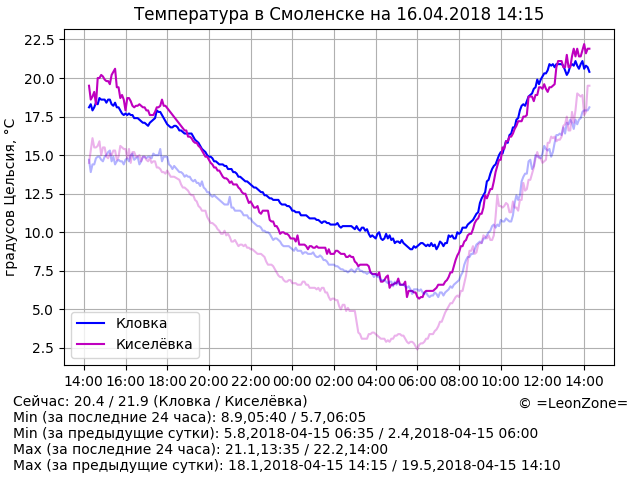 Температура в Смоленске на 16.04.2018 14:15
градусов Цельсия, °C
22.5
20.0
17.5
15.0
12.5
10.0
7.5
5.0
2.5
Кловка
Киселёвка
14:00 16:00 18:00 20:00 22:00 00:00 02:00 04:00 06:00 08:00 10:00 12:00 14:00
Сейчас: 20.4 / 21.9 (Кловка / Киселёвка)
© =LeonZone=
Min (за последние 24 часа): 8.9,05:40 / 5.7,06:05
Min (за предыдущие сутки): 5.8,2018-04-15 06:35 / 2.4,2018-04-15 06:00
Max (за последние 24 часа): 21.1,13:35 / 22.2,14:00
Max (за предыдущие сутки): 18.1,2018-04-15 14:15 / 19.5,2018-04-15 14:10